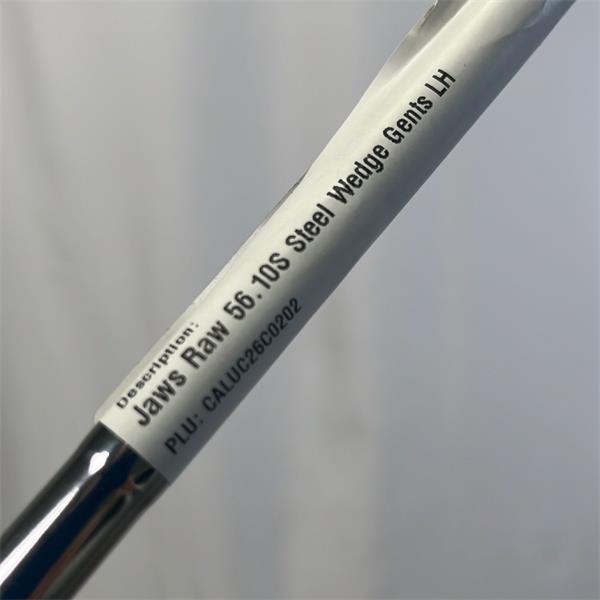 Description:
Jaws Raw 56.10S Steel Wedge Gents LH
PLU: CALUC26C0202